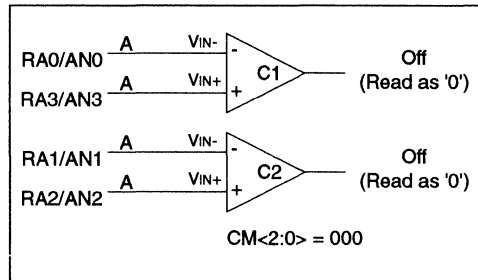 RA0/AN0 A VIN- - C1 Off
RA3/AN3 A VIN+ + (Read as '0')
RA1/AN1 A VIN- - C2 Off
RA2/AN2 A VIN+ + (Read as '0')
CM<2:0> = 000